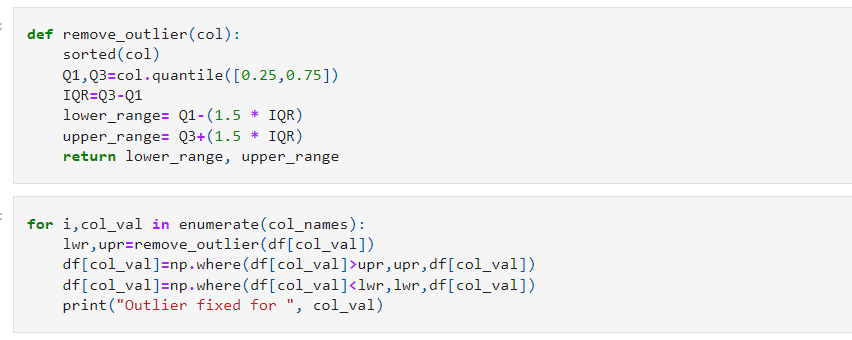 def remove_outlier(col):
    sorted(col)
    Q1,Q3=col.quantile([0.25,0.75])
    IQR=Q3-Q1
    lower_range= Q1-(1.5 * IQR)
    upper_range= Q3+(1.5 * IQR)
    return lower_range, upper_range
for i,col_val in enumerate(col_names):
    lwr,upr=remove_outlier(df[col_val])
    df[col_val]=np.where(df[col_val]>upr,upr,df[col_val])
    df[col_val]=np.where(df[col_val]<lwr,lwr,df[col_val])
    print("Outlier fixed for ", col_val)